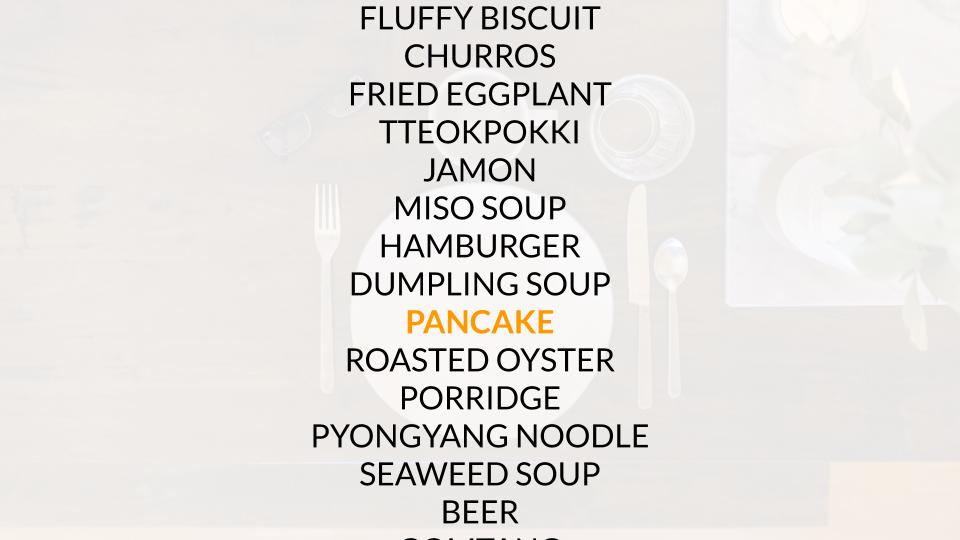 FLUFFY BISCUIT
CHURROS
FRIED EGGPLANT
TTEOKPOKKI
JAMON
MISO SOUP
HAMBURGER
DUMPLING SOUP
PANCAKE
ROASTED OYSTER
PORRIDGE
PYONGYANG NOODLE
SEAWEED SOUP
BEER